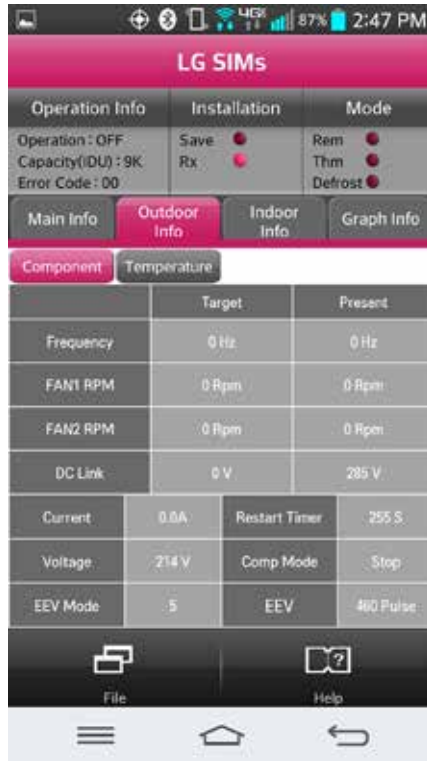 4G 87% 2:47 PM
LG SIMs
Operation Info Installation Mode
Operation : OFF Save Rem
Capacity(IDU) : 9K Rx Thm
Error Code : 00 Defrost
Main Info Outdoor Info Indoor Info Graph Info
Component Temperature
Target Present
Frequency 0 Hz 0 Hz
FAN1 RPM 0 Rpm 0 Rpm
FAN2 RPM 0 Rpm 0 Rpm
DC Link 0 V 285 V
Current 0.0A Restart Timer 255 S
Voltage 214 V Comp Mode Stop
EEV Mode 5 EEV 460 Pulse
File Help